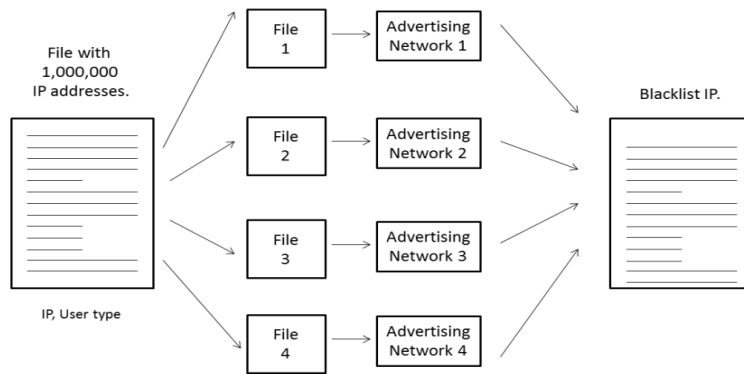 File with
1,000,000
IP addresses.
IP, User type
File
1
Advertising
Network 1
File
2
Advertising
Network 2
File
3
Advertising
Network 3
File
4
Advertising
Network 4
Blacklist IP.